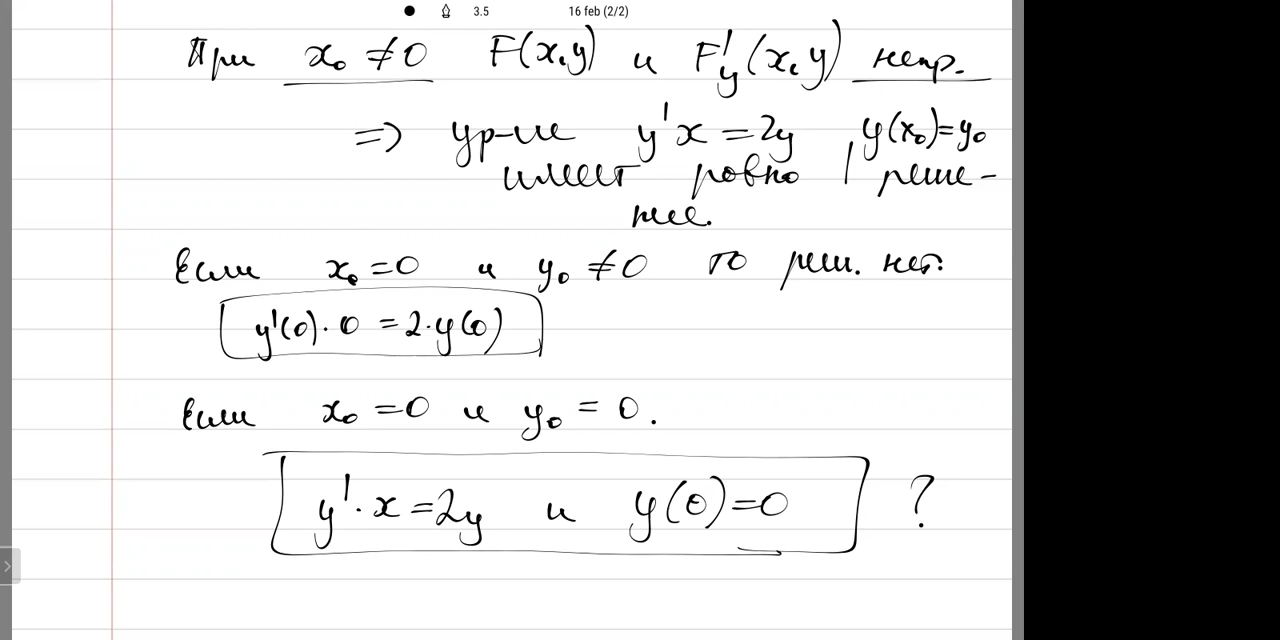 3.5 16 feb (2/2)
При x₀ ≠ 0 F(x,y) и F'y(x,y) непр.
=> ур-ие y'x = 2y, y(x₀)=y₀
имеет ровно 1 реше-
ние.
Если x₀ = 0 и y₀ ≠ 0 то реш. нет:
y'(0)·0 = 2·y(0)
Если x₀ = 0 и y₀ = 0.
y'·x = 2y и y(0)=0 ?